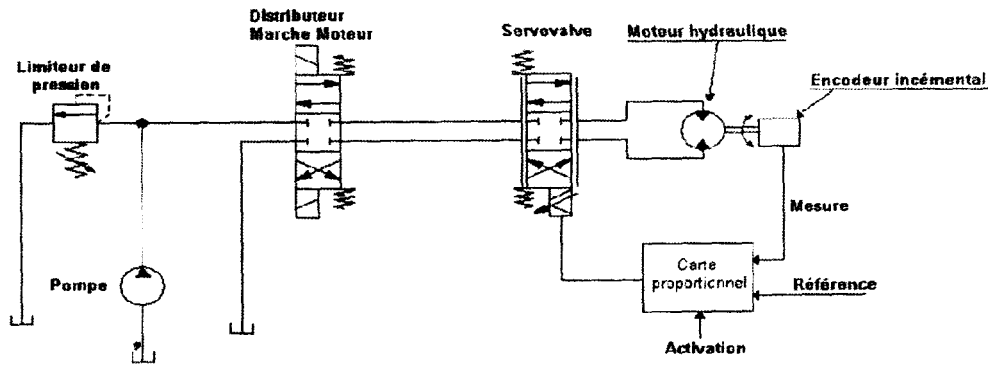 Distributeur
Marche Moteur
Servovalve
Moteur hydraulique
Limiteur de
pression
Encodeur incémental
Mesure
Pompe
Carte
proportionnel
Référence
Activation